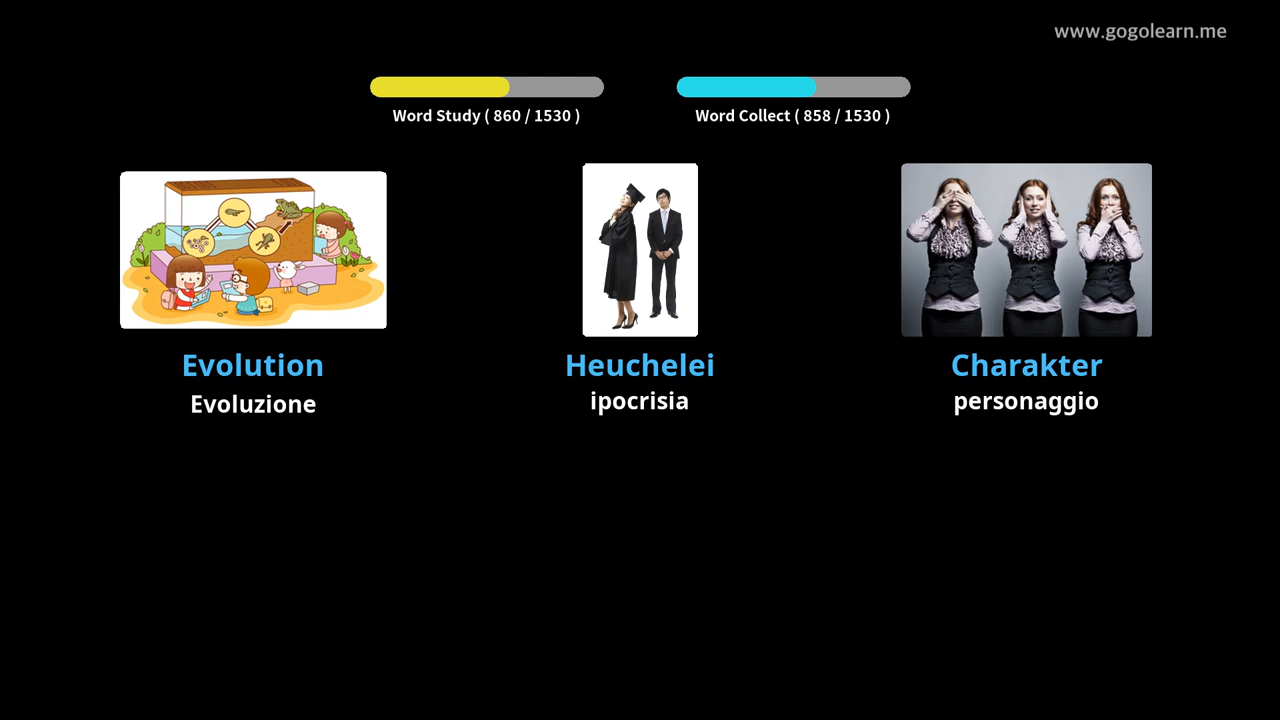 www.gogolearn.me
Word Study ( 860 / 1530 )
Word Collect ( 858 / 1530 )
Evolution
Evoluzione
Heuchelei
ipocrisia
Charakter
personaggio